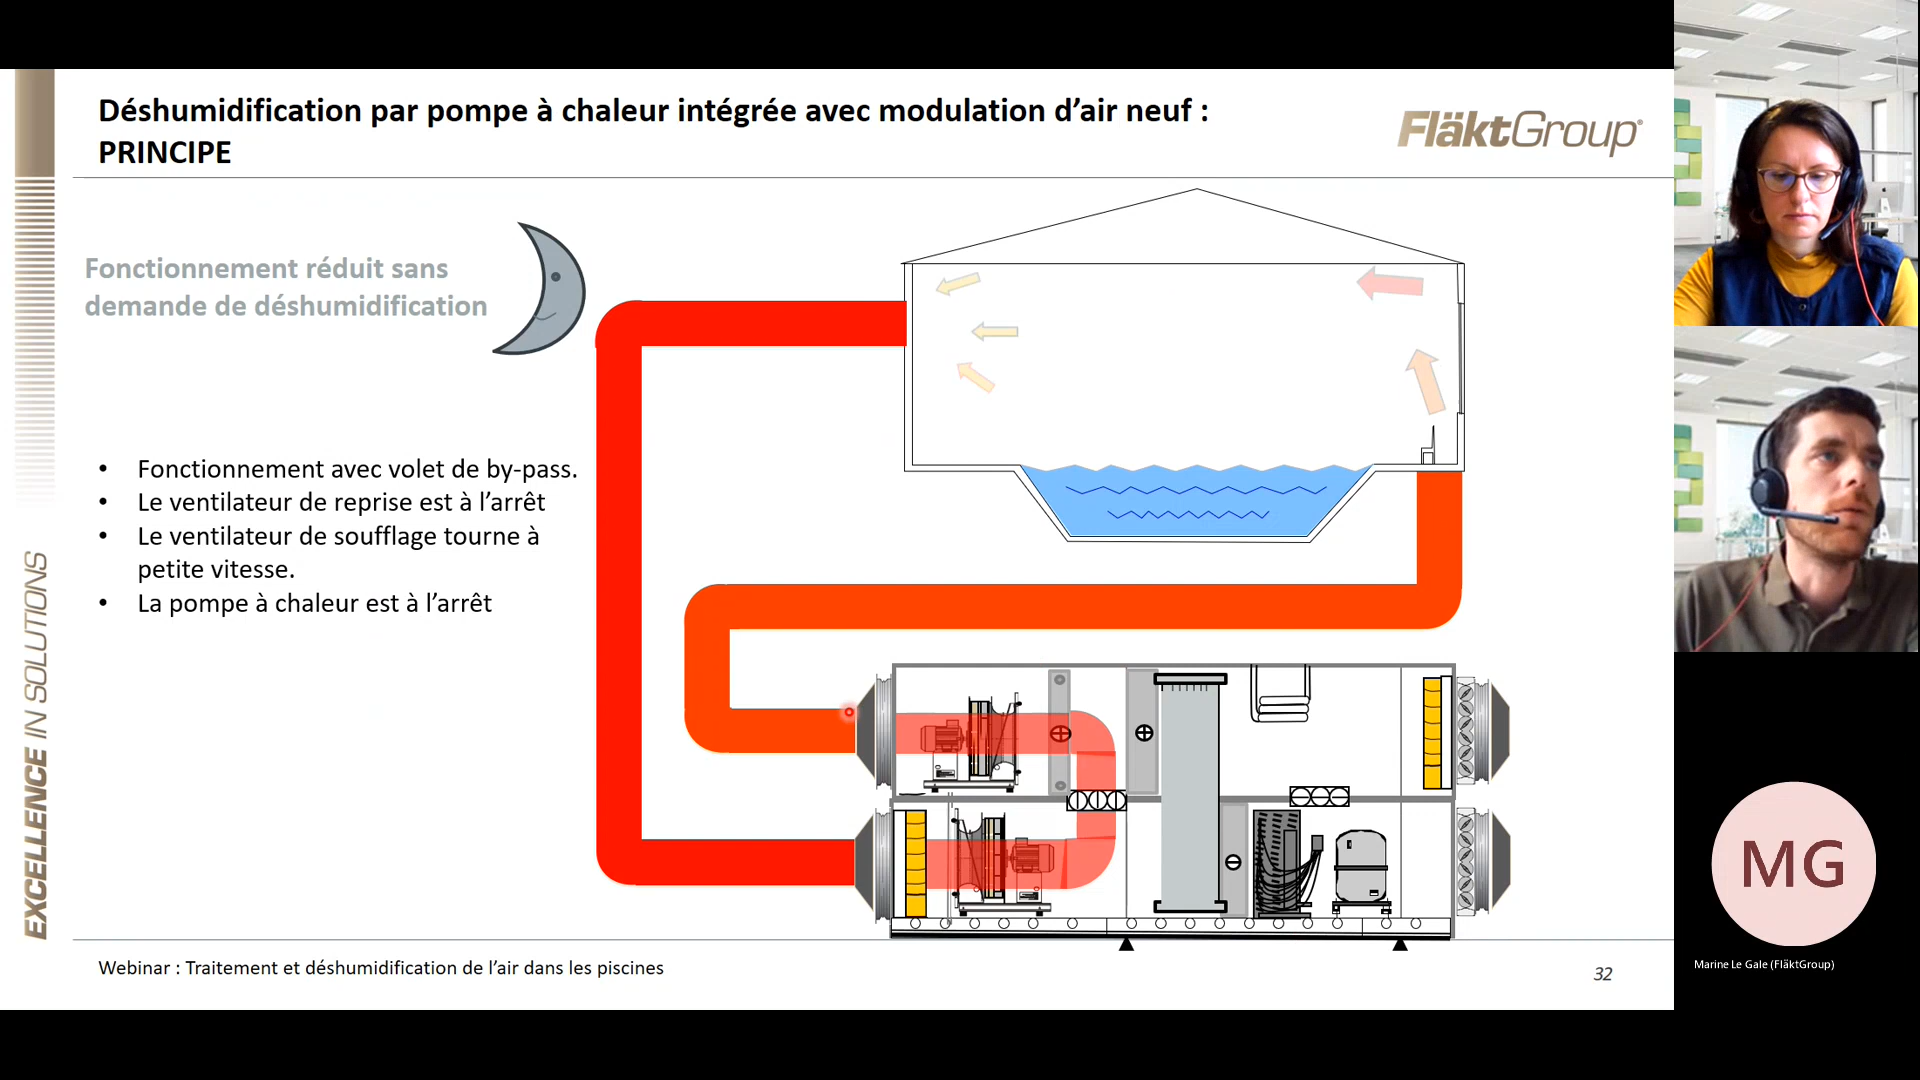 Déshumidification par pompe à chaleur intégrée avec modulation d’air neuf :
PRINCIPE
FläktGroup®
Fonctionnement réduit sans
demande de déshumidification
• Fonctionnement avec volet de by-pass.
• Le ventilateur de reprise est à l’arrêt
• Le ventilateur de soufflage tourne à
petite vitesse.
• La pompe à chaleur est à l’arrêt
EXCELLENCE IN SOLUTIONS
Webinar : Traitement et déshumidification de l’air dans les piscines
32
MG
Marine Le Gale (FläktGroup)